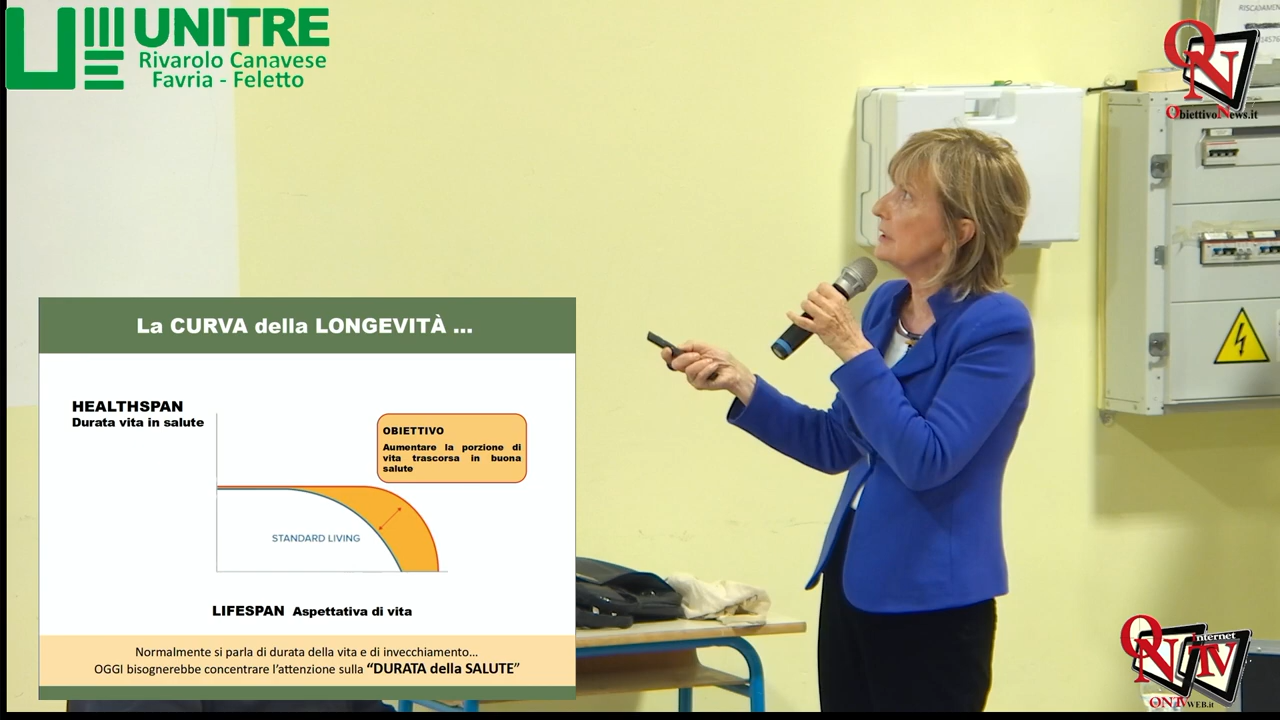 UNITRE
Rivarolo Canavese
Favria - Feletto
ON
ObiettivoNews.it
La CURVA della LONGEVITÀ ...
HEALTHSPAN
Durata vita in salute
OBIETTIVO
Aumentare la porzione di
vita trascorsa in buona
salute
STANDARD LIVING
LIFESPAN Aspettativa di vita
Normalmente si parla di durata della vita e di invecchiamento...
OGGI bisognerebbe concentrare l'attenzione sulla “DURATA della SALUTE”
Internet
ON TV
ONTVWEB.it